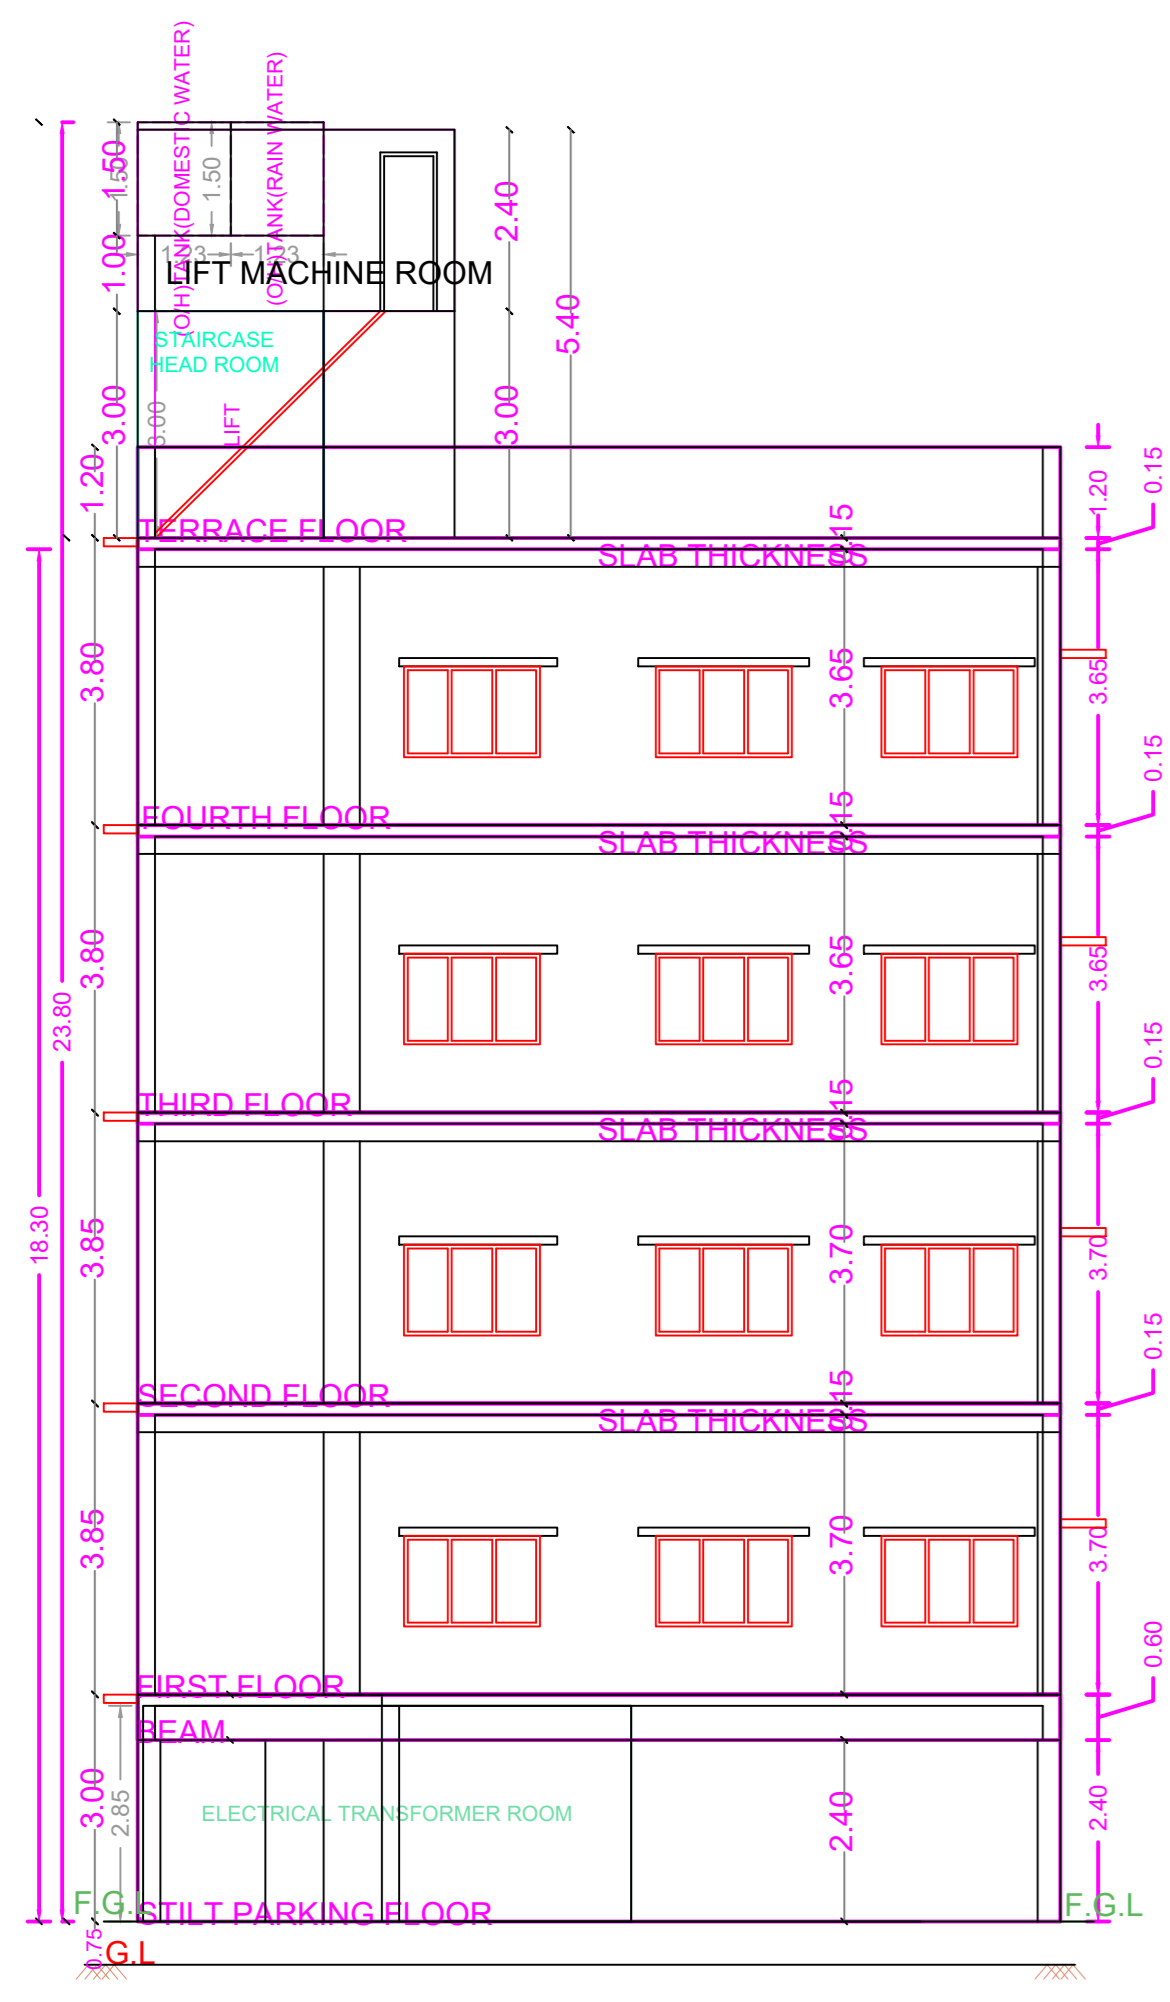 (O/H)TANK(DOMESTIC WATER)
(O/H)TANK(RAIN WATER)
1.50
1.50
1.50
2.40
1.00
1.23
1.23
LIFT MACHINE ROOM
5.40
STAIRCASE
HEAD ROOM
3.00
3.00
LIFT
3.00
1.20
1.20
0.15
TERRACE FLOOR
0.15
SLAB THICKNESS
3.80
3.65
3.65
0.15
FOURTH FLOOR
0.15
SLAB THICKNESS
3.80
3.65
3.65
23.80
0.15
THIRD FLOOR
0.15
SLAB THICKNESS
18.30
3.85
3.70
3.70
0.15
SECOND FLOOR
0.15
SLAB THICKNESS
3.85
3.70
3.70
0.60
FIRST FLOOR
BEAM
3.00
2.85
ELECTRICAL TRANSFORMER ROOM
2.40
2.40
F.G.L
STILT PARKING FLOOR
F.G.L
0.75
G.L